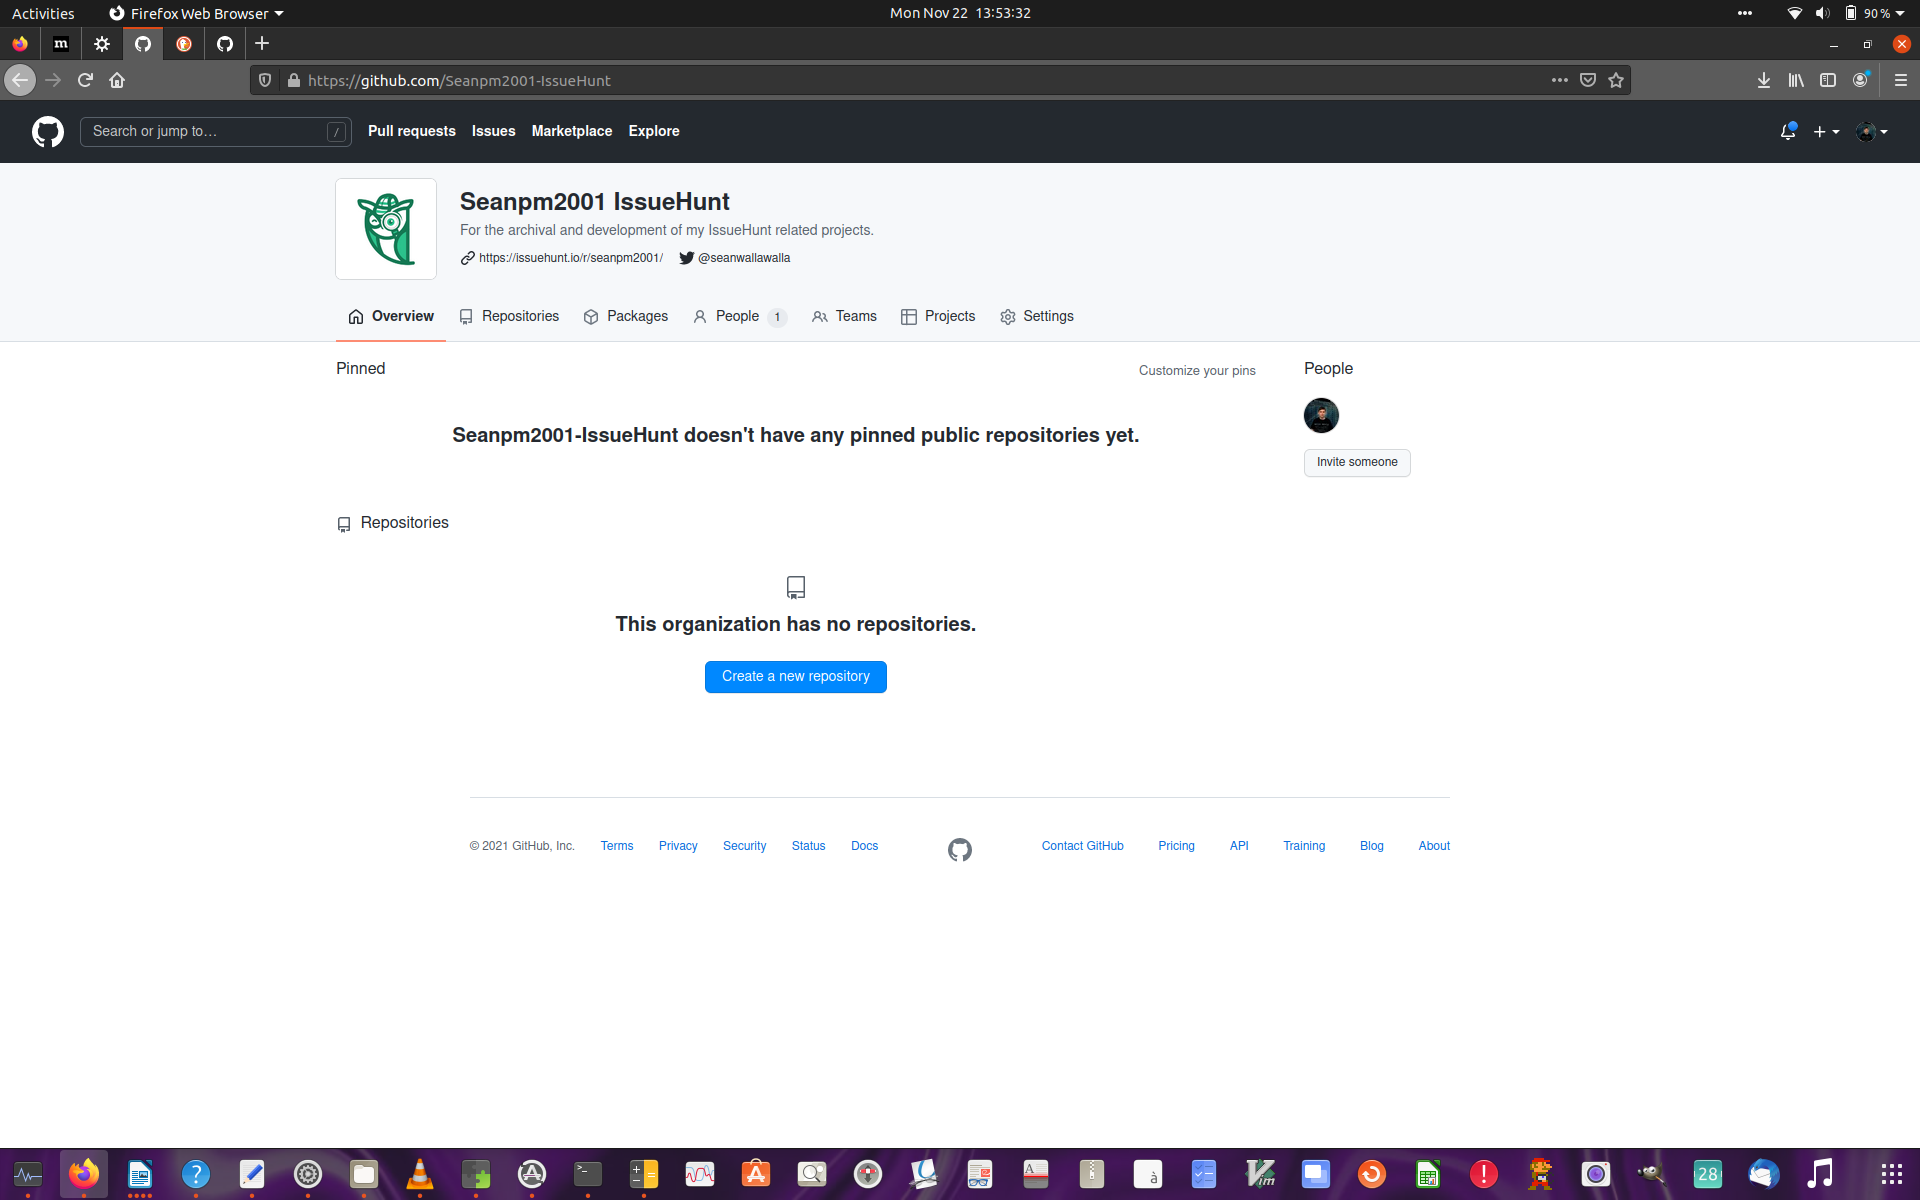 Activities Firefox Web Browser Mon Nov 22 13:53:32 90 %
m
https://github.com/Seanpm2001-IssueHunt
Search or jump to… / Pull requests Issues Marketplace Explore
Seanpm2001 IssueHunt
For the archival and development of my IssueHunt related projects.
https://issuehunt.io/r/seanpm2001/ @seanwallawalla
Overview Repositories Packages People 1 Teams Projects Settings
Pinned Customize your pins People
Seanpm2001-IssueHunt doesn't have any pinned public repositories yet.
Invite someone
Repositories
This organization has no repositories.
Create a new repository
© 2021 GitHub, Inc. Terms Privacy Security Status Docs Contact GitHub Pricing API Training Blog About
? >_ A à Vim ! 28